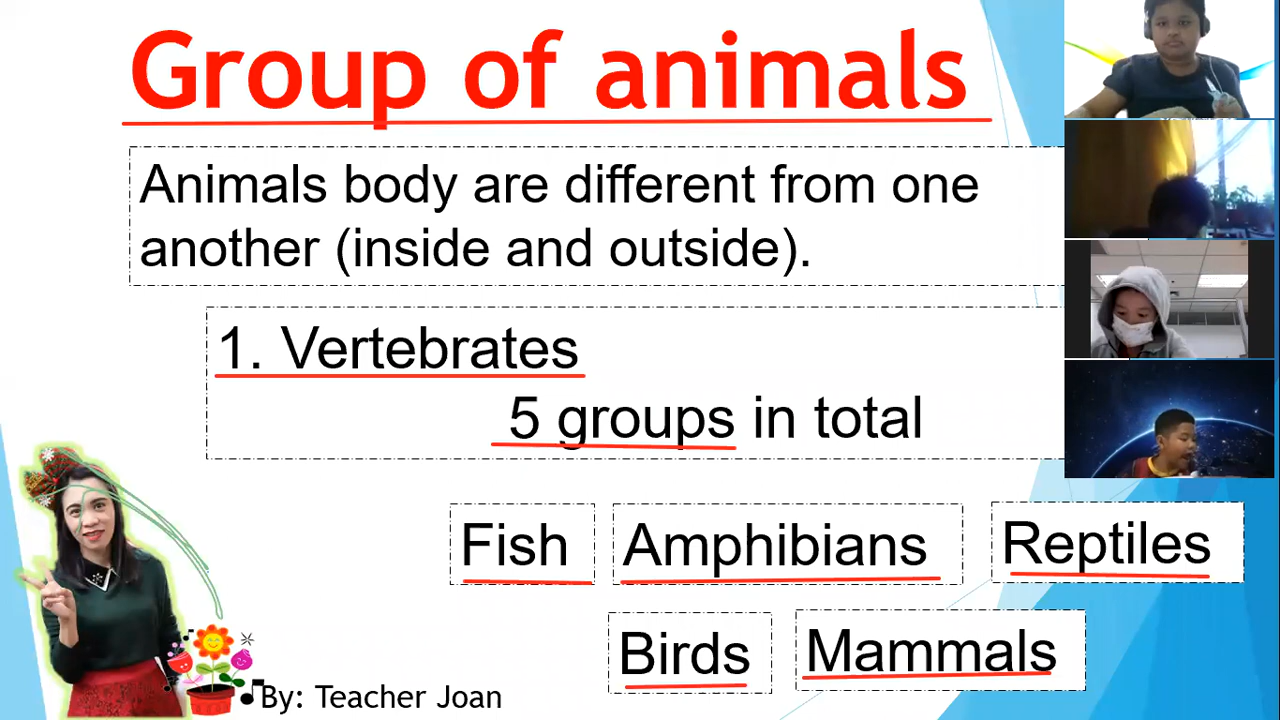 Group of animals
Animals body are different from one
another (inside and outside).
1. Vertebrates
5 groups in total
Fish
Amphibians
Reptiles
Birds
Mammals
By: Teacher Joan